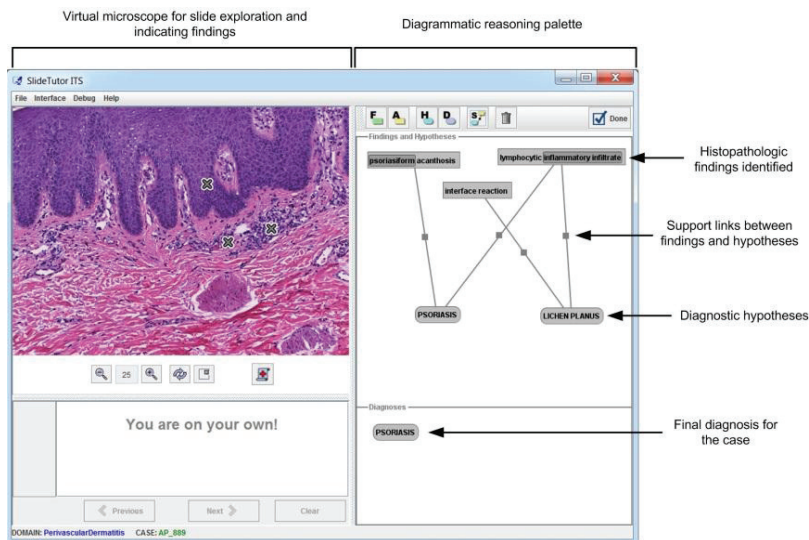 Virtual microscope for slide exploration and
indicating findings
Diagrammatic reasoning palette
SlideTutor ITS
File Interface Debug Help
F A H D S
Done
Findings and Hypotheses
psoriasiform acanthosis
lymphocytic inflammatory infiltrate
interface reaction
PSORIASIS
LICHEN PLANUS
Histopathologic
findings identified
Support links between
findings and hypotheses
Diagnostic hypotheses
25
You are on your own!
Previous
Next
Clear
Diagnoses
PSORIASIS
Final diagnosis for
the case
DOMAIN: PerivascularDermatitis CASE: AP_889